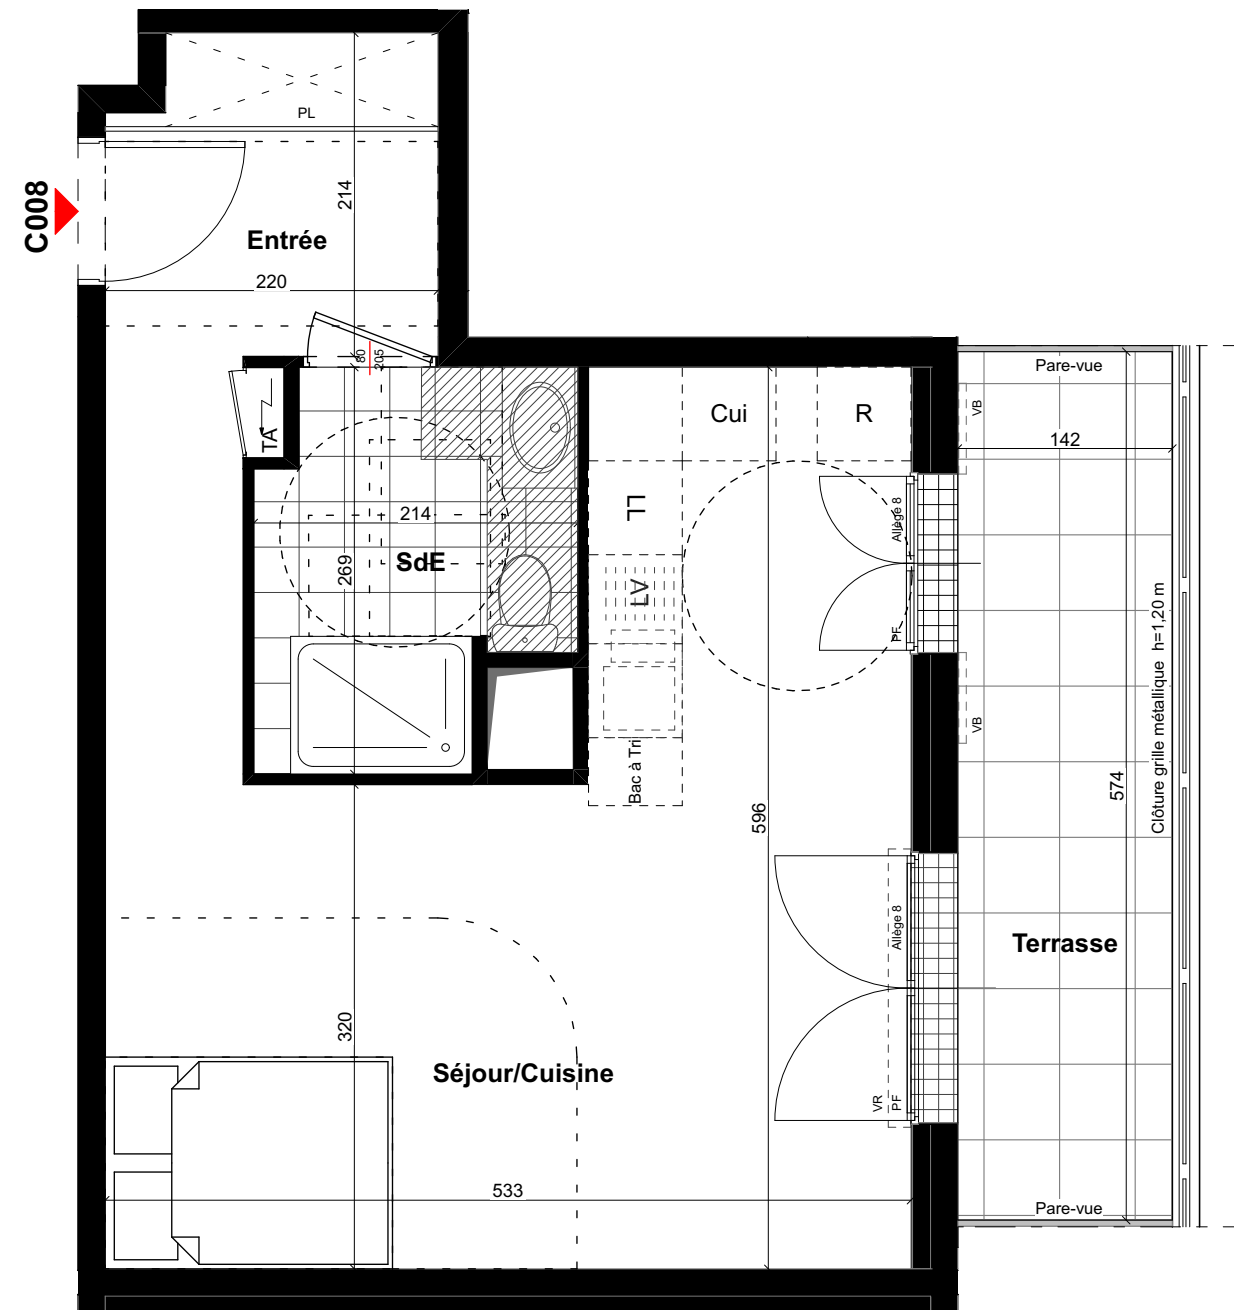 PL
C008
214
Entrée
220
80
205
TA
Cui
R
Pare-vue
VB
142
LL
Allège 8
214
SdE
269
LV
PF
Clôture grille métallique h=1,20 m
VB
Bac à Tri
596
574
Allège 8
Terrasse
320
Séjour/Cuisine
VR
PF
533
Pare-vue